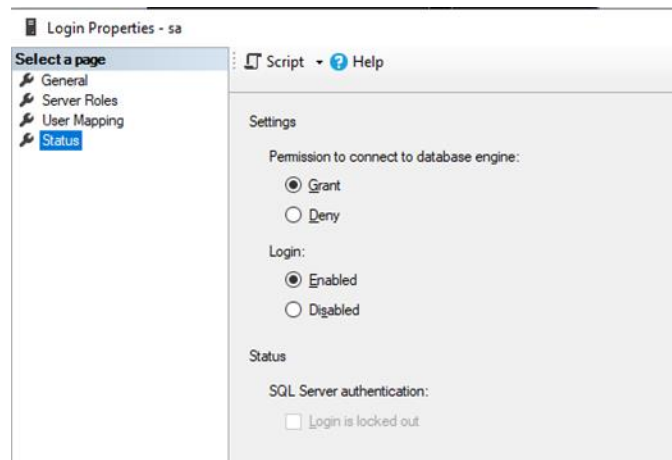 Login Properties - sa
Select a page
General
Server Roles
User Mapping
Status
Script
Help
Settings
Permission to connect to database engine:
Grant
Deny
Login:
Enabled
Disabled
Status
SQL Server authentication:
Login is locked out